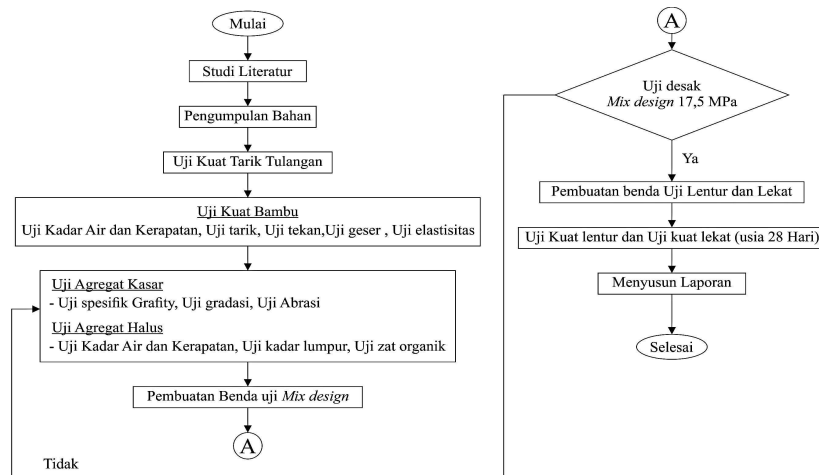 Mulai
Studi Literatur
Pengumpulan Bahan
Uji Kuat Tarik Tulangan
Uji Kuat Bambu
Uji Kadar Air dan Kerapatan, Uji tarik, Uji tekan,Uji geser , Uji elastisitas
Uji Agregat Kasar
- Uji spesifik Grafity, Uji gradasi, Uji Abrasi
Uji Agregat Halus
- Uji Kadar Air dan Kerapatan, Uji kadar lumpur, Uji zat organik
Pembuatan Benda uji Mix design
A
Tidak
A
Uji desak
Mix design 17,5 MPa
Ya
Pembuatan benda Uji Lentur dan Lekat
Uji Kuat lentur dan Uji kuat lekat (usia 28 Hari)
Menyusun Laporan
Selesai